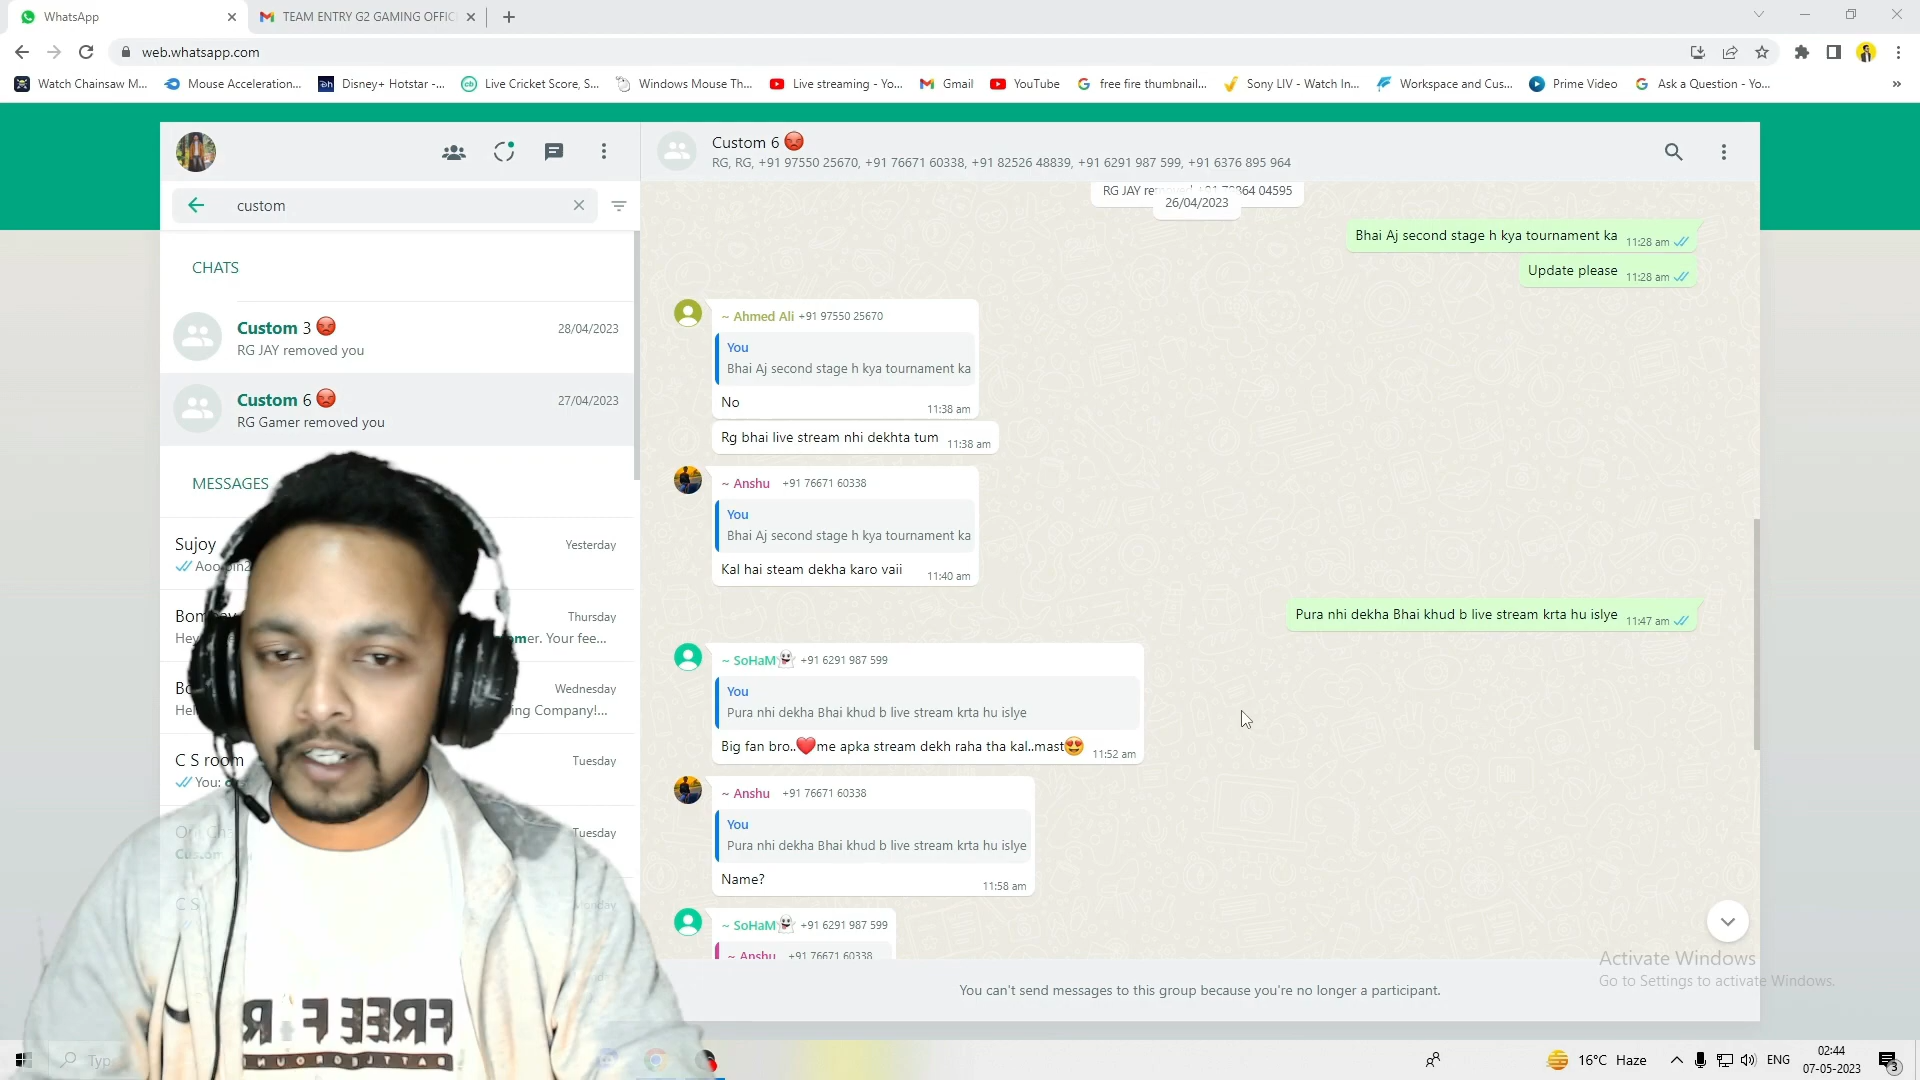 WhatsApp
TEAM ENTRY G2 GAMING OFFIC
web.whatsapp.com
Watch Chainsaw M...
Mouse Acceleration...
Disney+ Hotstar -...
Live Cricket Score, S...
Windows Mouse Th...
Live streaming - Yo...
Gmail
YouTube
free fire thumbnail...
Sony LIV - Watch In...
Workspace and Cus...
Prime Video
Ask a Question - Yo...
custom
CHATS
Custom 3
28/04/2023
RG JAY removed you
Custom 6
27/04/2023
RG Gamer removed you
MESSAGES
Sujoy
Yesterday
Thursday
er. Your fee...
Wednesday
ing Company!...
C S room
Tuesday
You:
Tuesday
C S
Custom 6
RG, RG, +91 97550 25670, +91 76671 60338, +91 82526 48839, +91 6291 987 599, +91 6376 895 964
RG JAY
64 04595
26/04/2023
Bhai Aj second stage h kya tournament ka 11:28 am
Update please 11:28 am
~ Ahmed Ali +91 97550 25670
You
Bhai Aj second stage h kya tournament ka
No
11:38 am
Rg bhai live stream nhi dekhta tum 11:38 am
~ Anshu +91 76671 60338
You
Bhai Aj second stage h kya tournament ka
Kal hai steam dekha karo vaii
11:40 am
Pura nhi dekha Bhai khud b live stream krta hu islye 11:47 am
~ SoHaM +91 6291 987 599
You
Pura nhi dekha Bhai khud b live stream krta hu islye
Big fan bro..❤me apka stream dekh raha tha kal..mast😍 11:52 am
~ Anshu +91 76671 60338
You
Pura nhi dekha Bhai khud b live stream krta hu islye
Name?
11:58 am
~ SoHaM +91 6291 987 599
~ Anshu +91 76671 60338
You can't send messages to this group because you're no longer a participant.
Activate Windows
Go to Settings to activate Windows.
FREE F R
BATTLEGROUN
Typ
16°C Haze
ENG
02:44
07-05-2023
3